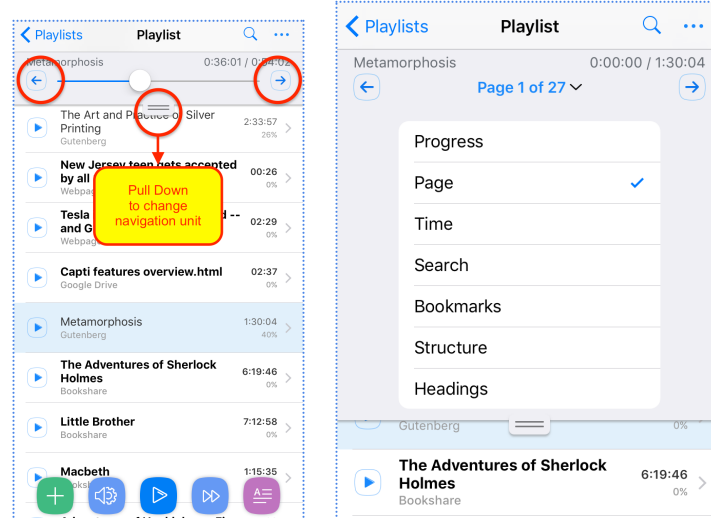 Playlists
Playlist
Metamorphosis
0:36:01 / 0:54:02
The Art and Practice of Silver
Printing
Gutenberg
2:33:57
26%
New Jersey teen gets accepted
by all
Webpag
00:26
0%
Pull Down
to change
navigation unit
Tesla
and G
Webpag
--
02:29
0%
Capti features overview.html
Google Drive
02:37
0%
Metamorphosis
Gutenberg
1:30:04
40%
The Adventures of Sherlock
Holmes
Bookshare
6:19:46
0%
Little Brother
Bookshare
7:12:58
0%
Macbeth
1:15:35
A
Playlists
Playlist
Metamorphosis
0:00:00 / 1:30:04
Page 1 of 27
Progress
Page
Time
Search
Bookmarks
Structure
Headings
Gutenberg
0%
The Adventures of Sherlock
Holmes
Bookshare
6:19:46
0%